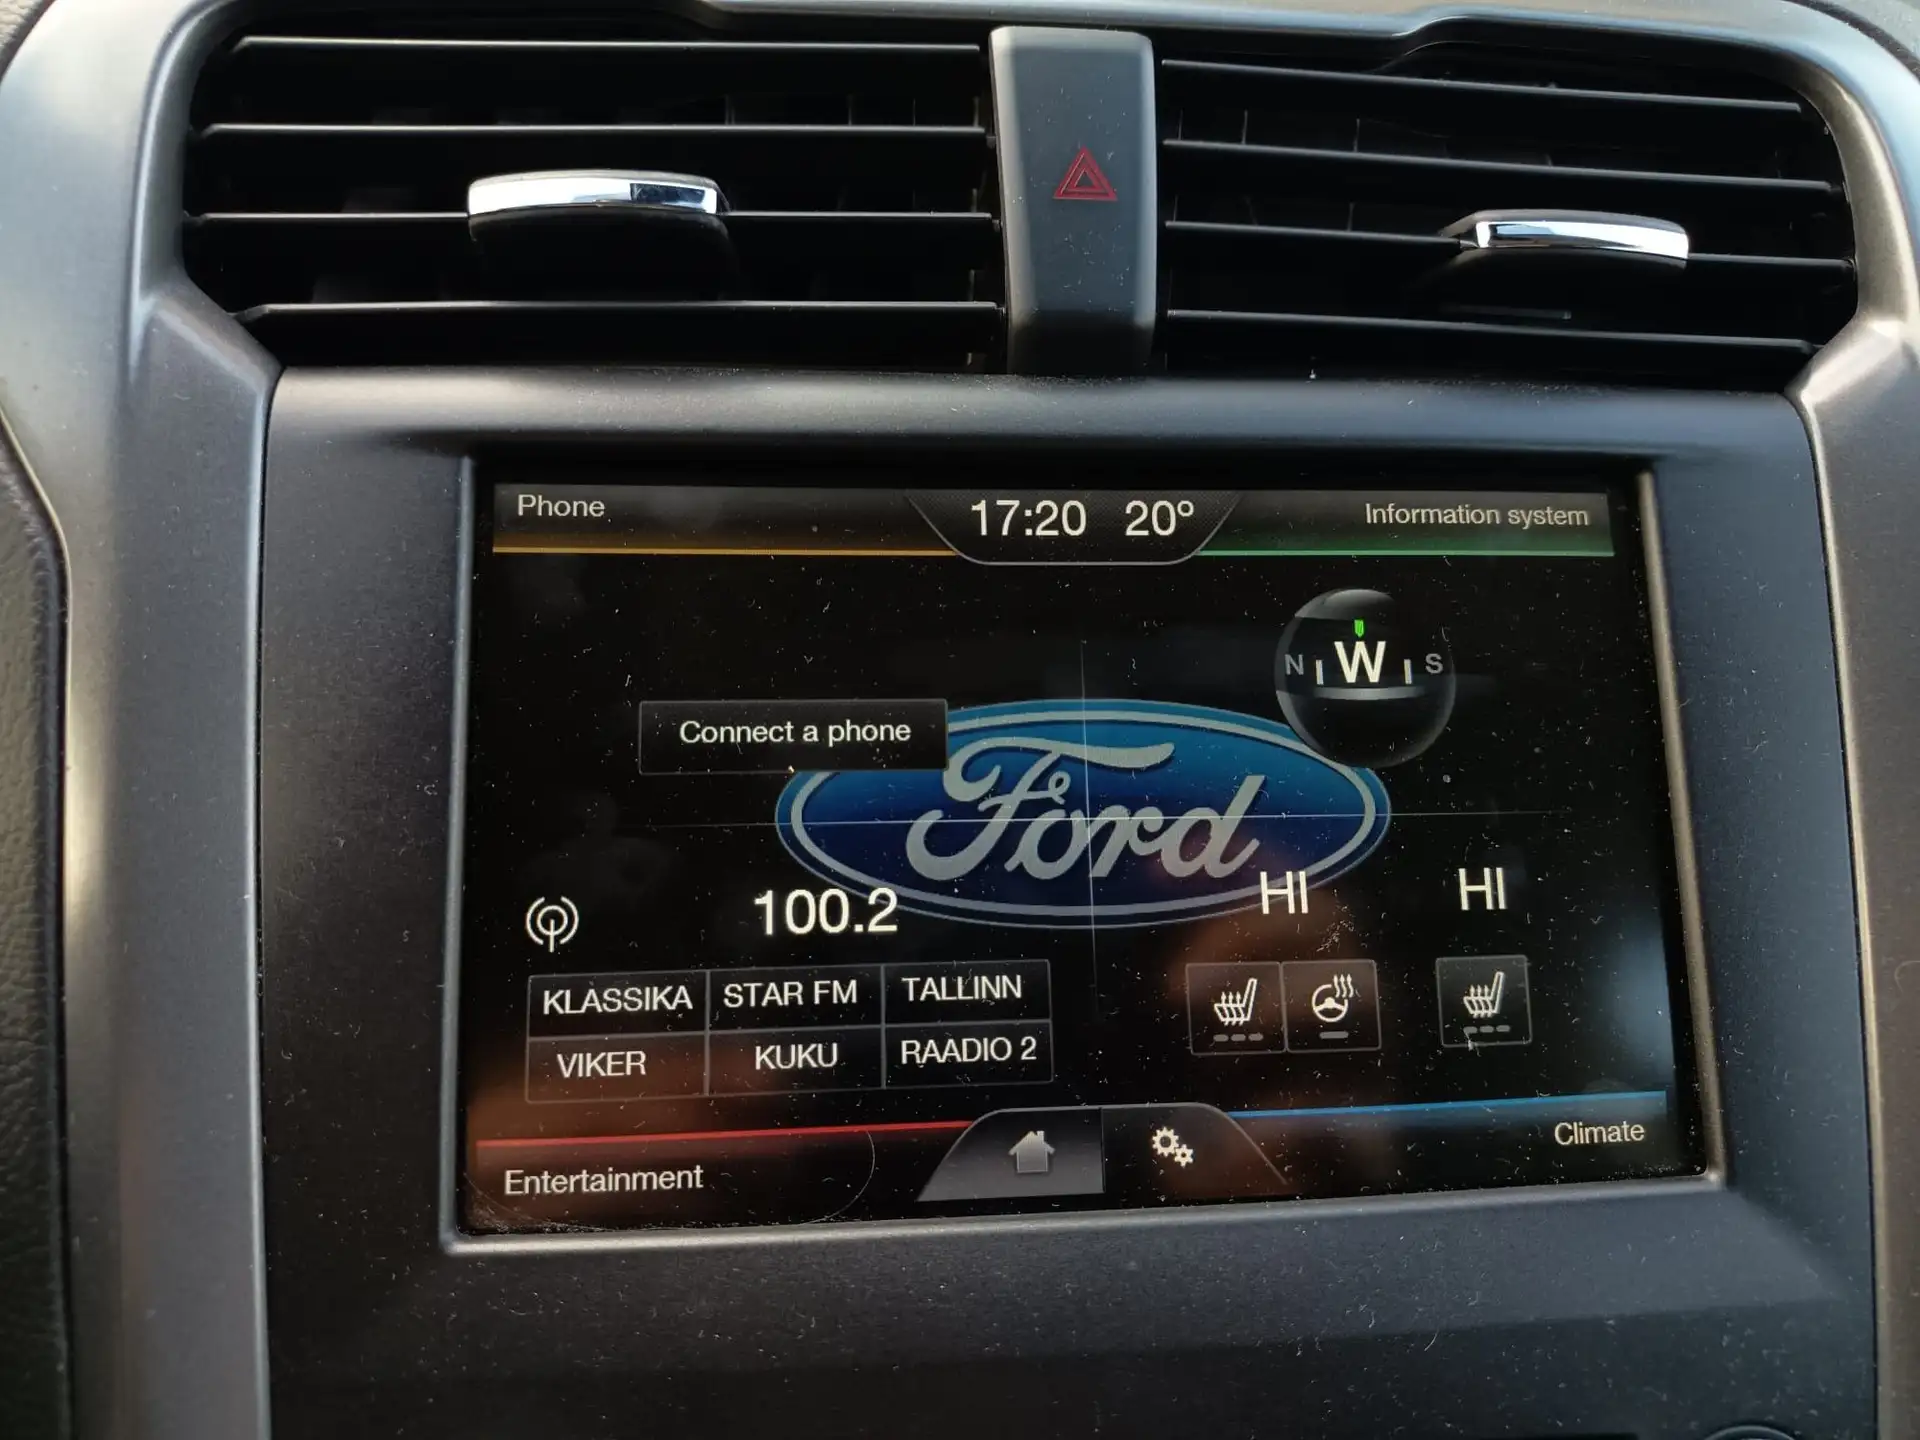 Phone
17:20 20°
Information system
N W S
Connect a phone
Ford
100.2
HI HI
KLASSIKA STAR FM TALLINN
VIKER KUKU RAADIO 2
Entertainment
Climate